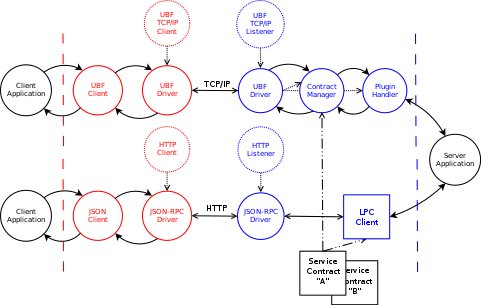 UBF
TCP/IP
Client
UBF
TCP/IP
Listener
Client
Application
UBF
Client
UBF
Driver
TCP/IP
UBF
Driver
Contract
Manager
Plugin
Handler
HTTP
Client
HTTP
Listener
Server
Application
Client
Application
JSON
Client
JSON-RPC
Driver
HTTP
JSON-RPC
Driver
LPC
Client
Service
Contract
"A"
Service
Contract
"B"